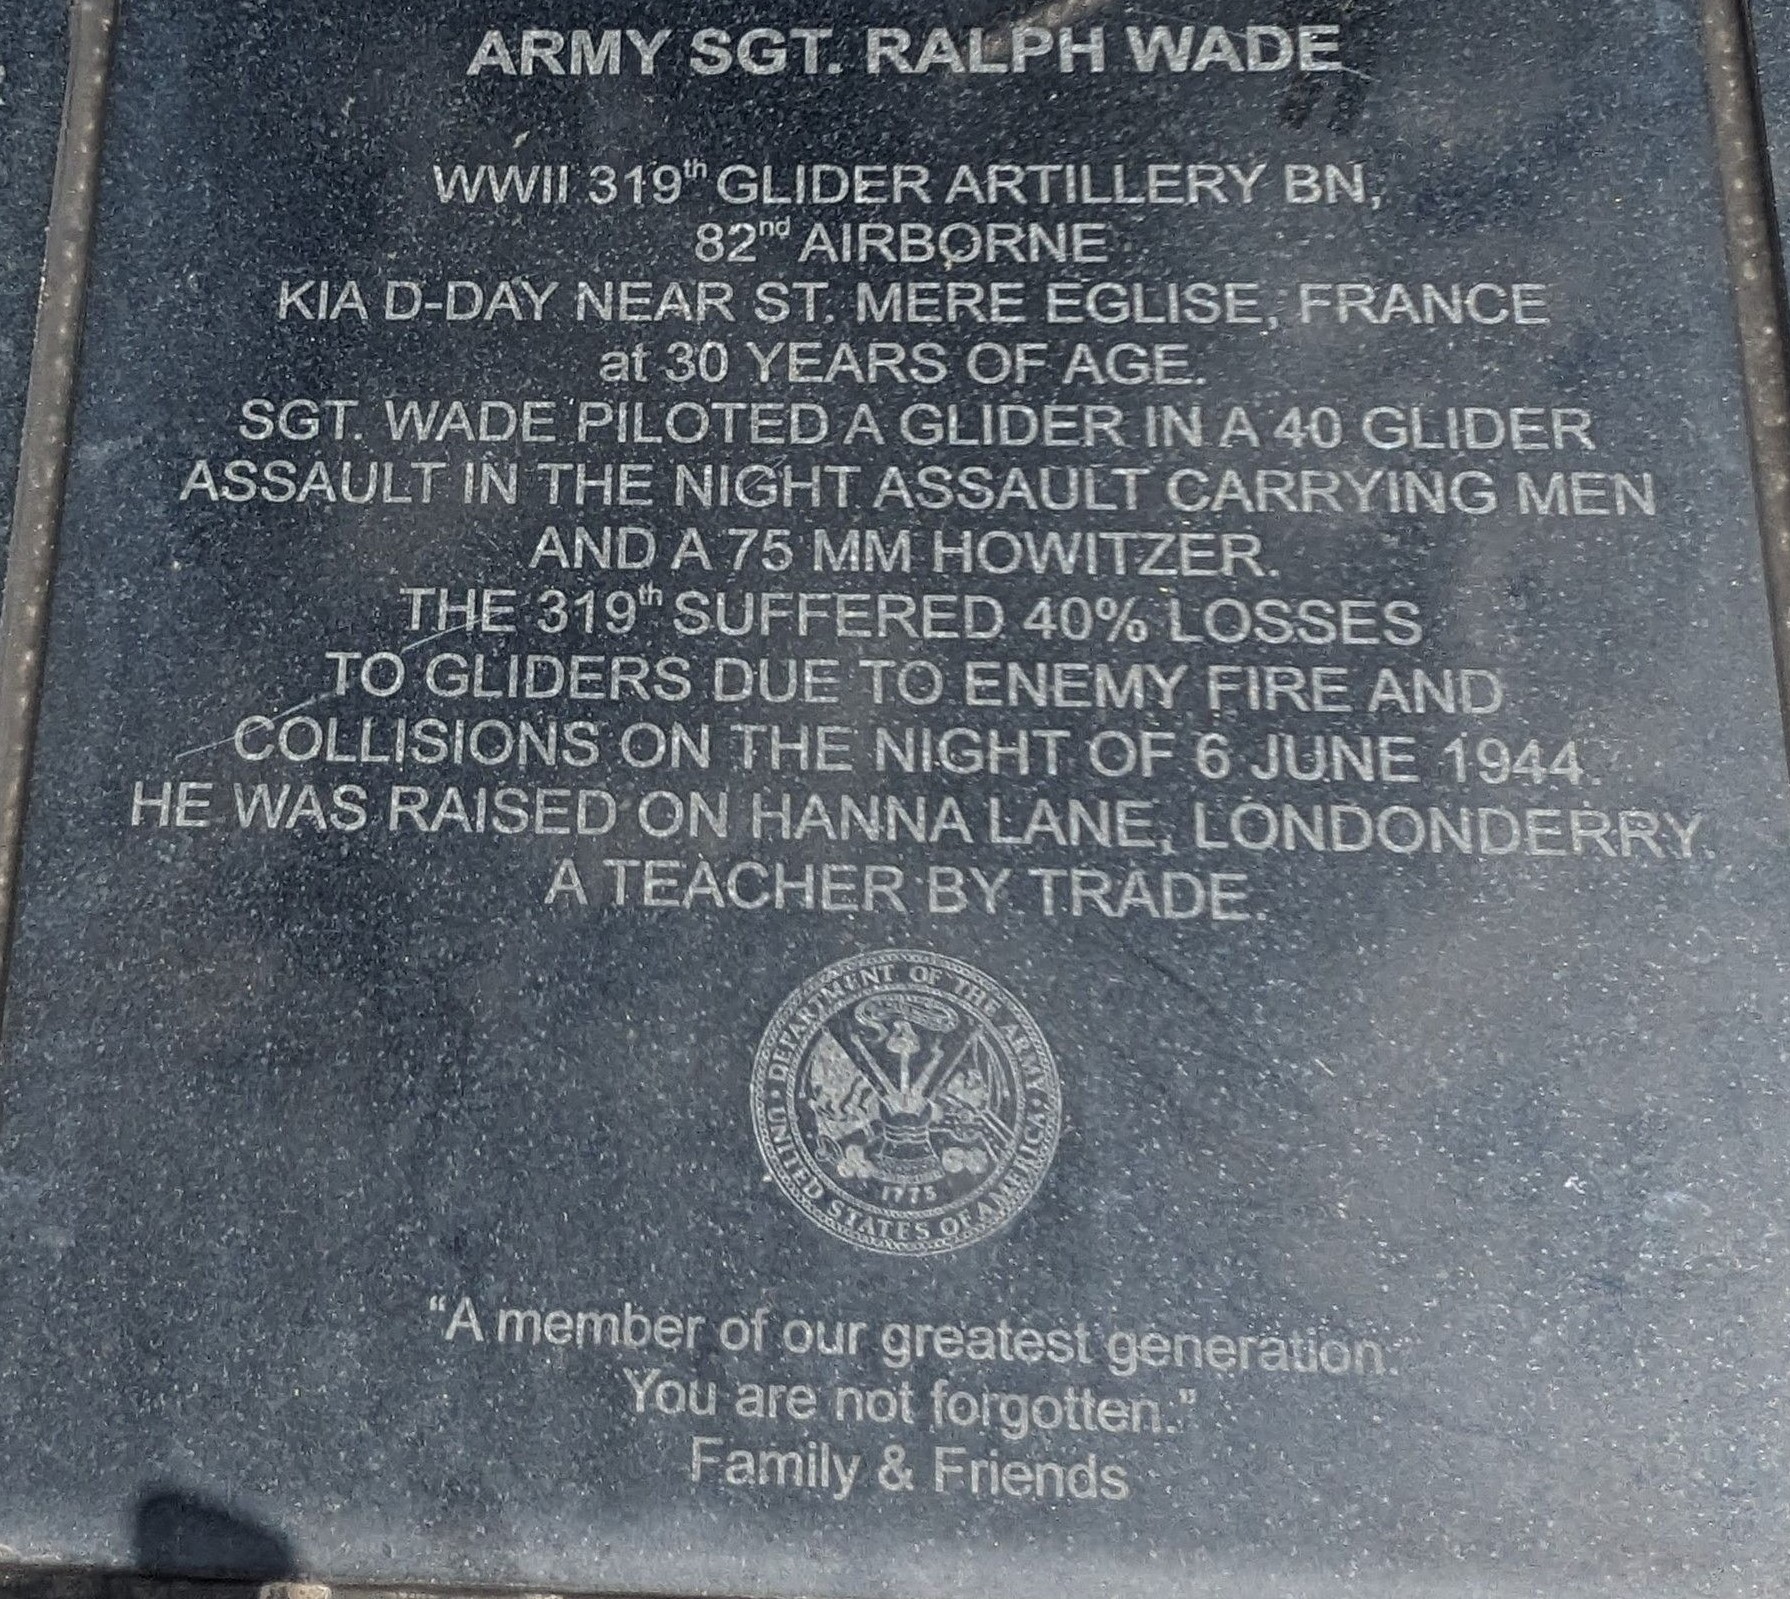 ARMY SGT. RALPH WADE
WWII 319th GLIDER ARTILLERY BN,
82nd AIRBORNE
KIA D-DAY NEAR ST. MERE EGLISE, FRANCE
at 30 YEARS OF AGE.
SGT. WADE PILOTED A GLIDER IN A 40 GLIDER
ASSAULT IN THE NIGHT ASSAULT CARRYING MEN
AND A 75 MM HOWITZER.
THE 319th SUFFERED 40% LOSSES
TO GLIDERS DUE TO ENEMY FIRE AND
COLLISIONS ON THE NIGHT OF 6 JUNE 1944.
HE WAS RAISED ON HANNA LANE, LONDONDERRY.
A TEACHER BY TRADE.
DEPARTMENT OF THE ARMY
UNITED STATES OF AMERICA
1775
“A member of our greatest generation.
You are not forgotten.”
Family & Friends